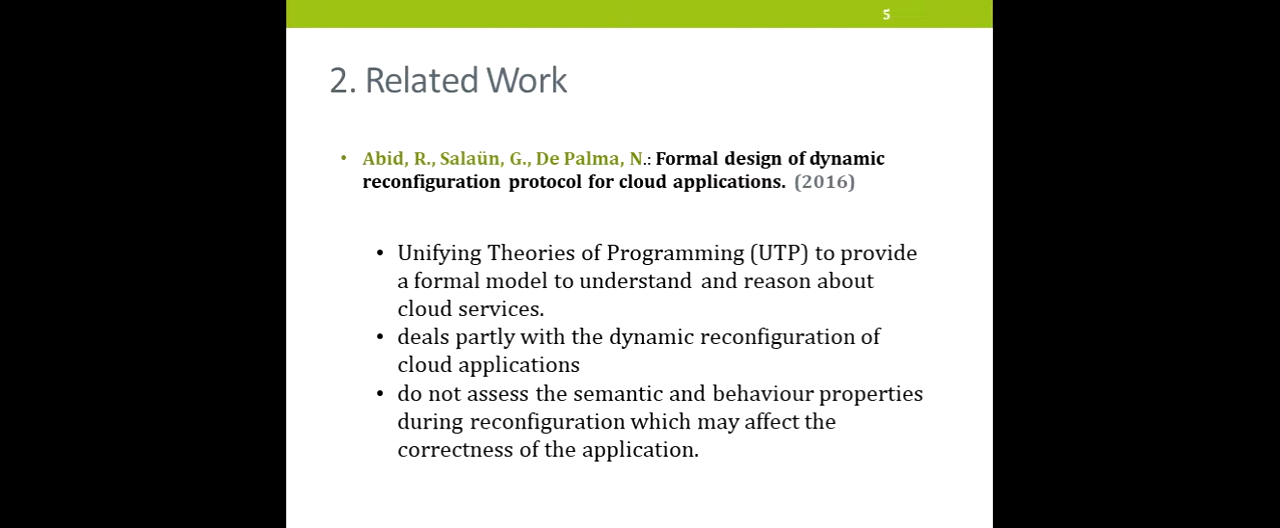 5
2. Related Work
• Abid, R., Salaün, G., De Palma, N.: Formal design of dynamic
reconfiguration protocol for cloud applications. (2016)
• Unifying Theories of Programming (UTP) to provide
a formal model to understand and reason about
cloud services.
• deals partly with the dynamic reconfiguration of
cloud applications
• do not assess the semantic and behaviour properties
during reconfiguration which may affect the
correctness of the application.